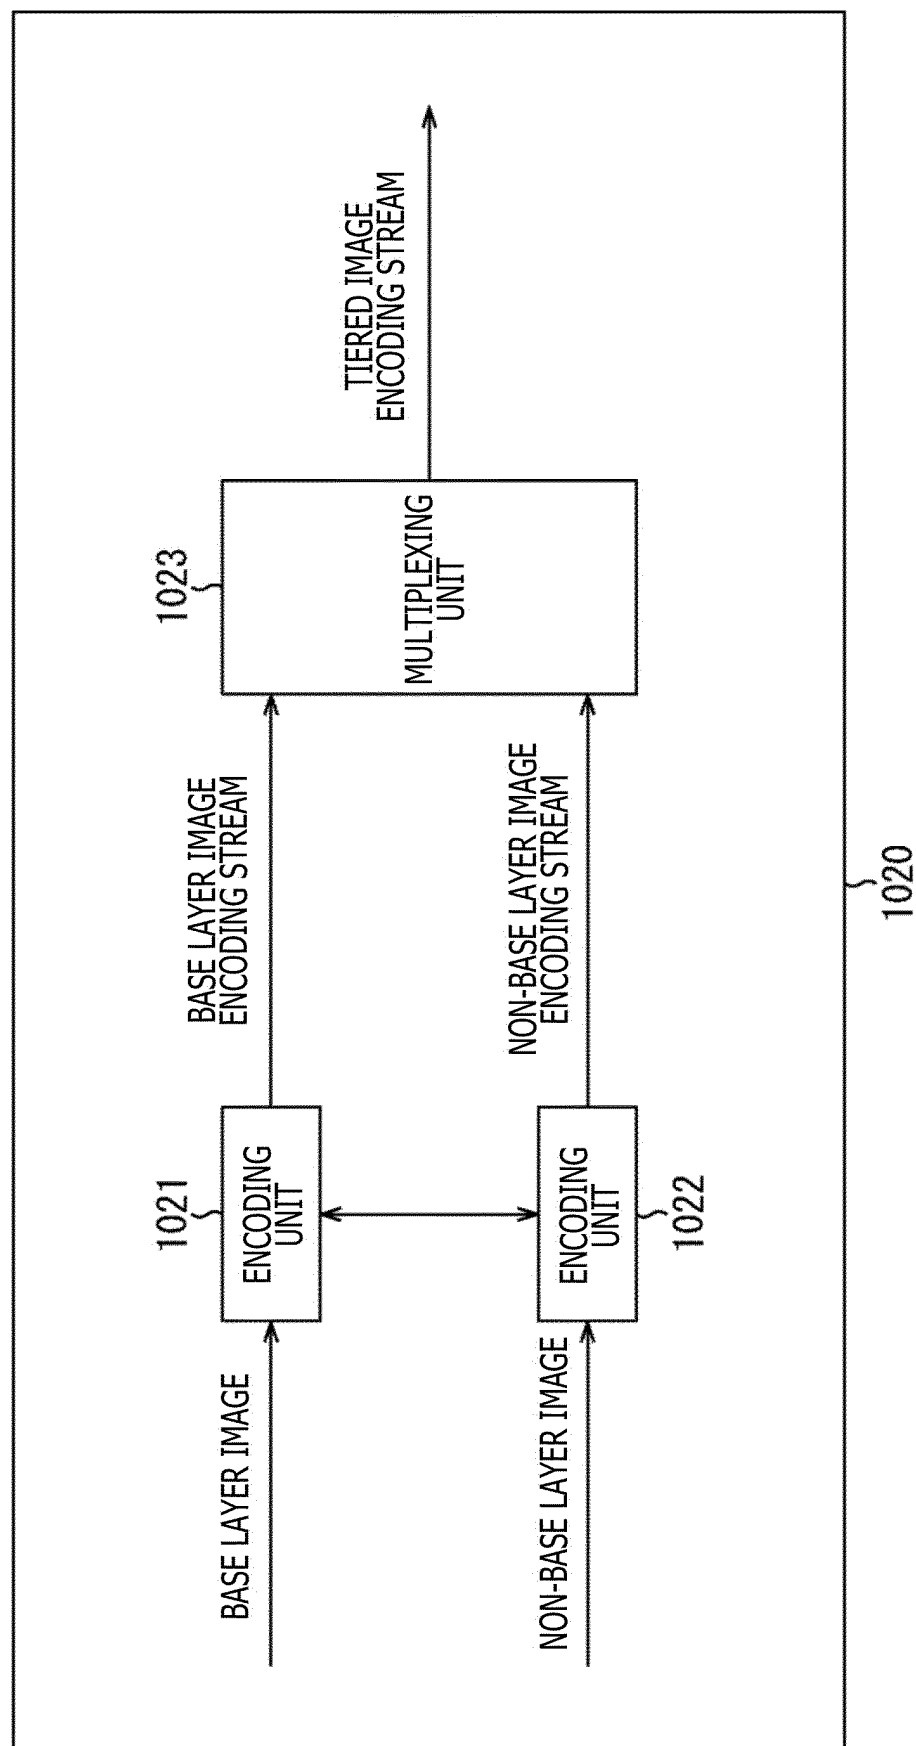 1021
1023
BASE LAYER IMAGE
ENCODING
UNIT
BASE LAYER IMAGE
ENCODING STREAM
MULTIPLEXING
UNIT
TIERED IMAGE
ENCODING STREAM
NON-BASE LAYER IMAGE
ENCODING
UNIT
NON-BASE LAYER IMAGE
ENCODING STREAM
1022
1020